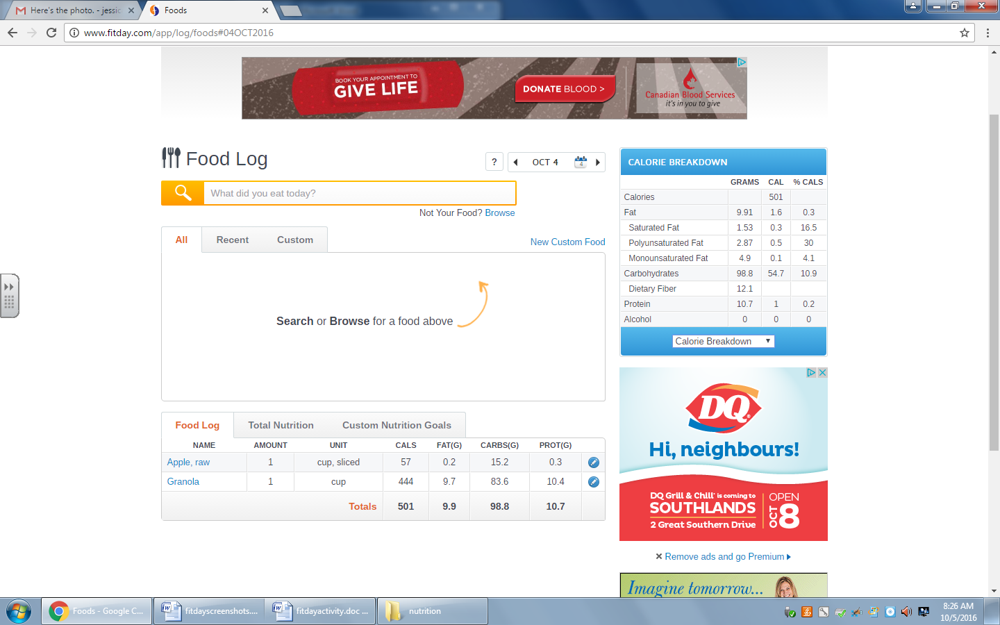 Here's the photo. - jessic
Foods
www.fitday.com/app/log/foods#04OCT2016
BOOK YOUR APPOINTMENT TO
GIVE LIFE
DONATE BLOOD >
Canadian Blood Services
it's in you to give
Food Log
?
OCT 4
4
What did you eat today?
Not Your Food? Browse
All Recent Custom
New Custom Food
Search or Browse for a food above
Food Log Total Nutrition Custom Nutrition Goals
NAME AMOUNT UNIT CALS FAT(G) CARBS(G) PROT(G)
Apple, raw 1 cup, sliced 57 0.2 15.2 0.3
Granola 1 cup 444 9.7 83.6 10.4
Totals 501 9.9 98.8 10.7
CALORIE BREAKDOWN
GRAMS CAL % CALS
Calories 501
Fat 9.91 1.6 0.3
Saturated Fat 1.53 0.3 16.5
Polyunsaturated Fat 2.87 0.5 30
Monounsaturated Fat 4.9 0.1 4.1
Carbohydrates 98.8 54.7 10.9
Dietary Fiber 12.1
Protein 10.7 1 0.2
Alcohol 0 0 0
Calorie Breakdown
DQ®
Hi, neighbours!
DQ Grill & Chill® is coming to
SOUTHLANDS
2 Great Southern Drive
OPEN
OCT 8
Remove ads and go Premium
Imagine tomorrow...
Foods - Google C...
fitdayscreenshots....
fitdayactivity.doc ...
nutrition
8:26 AM
10/5/2016